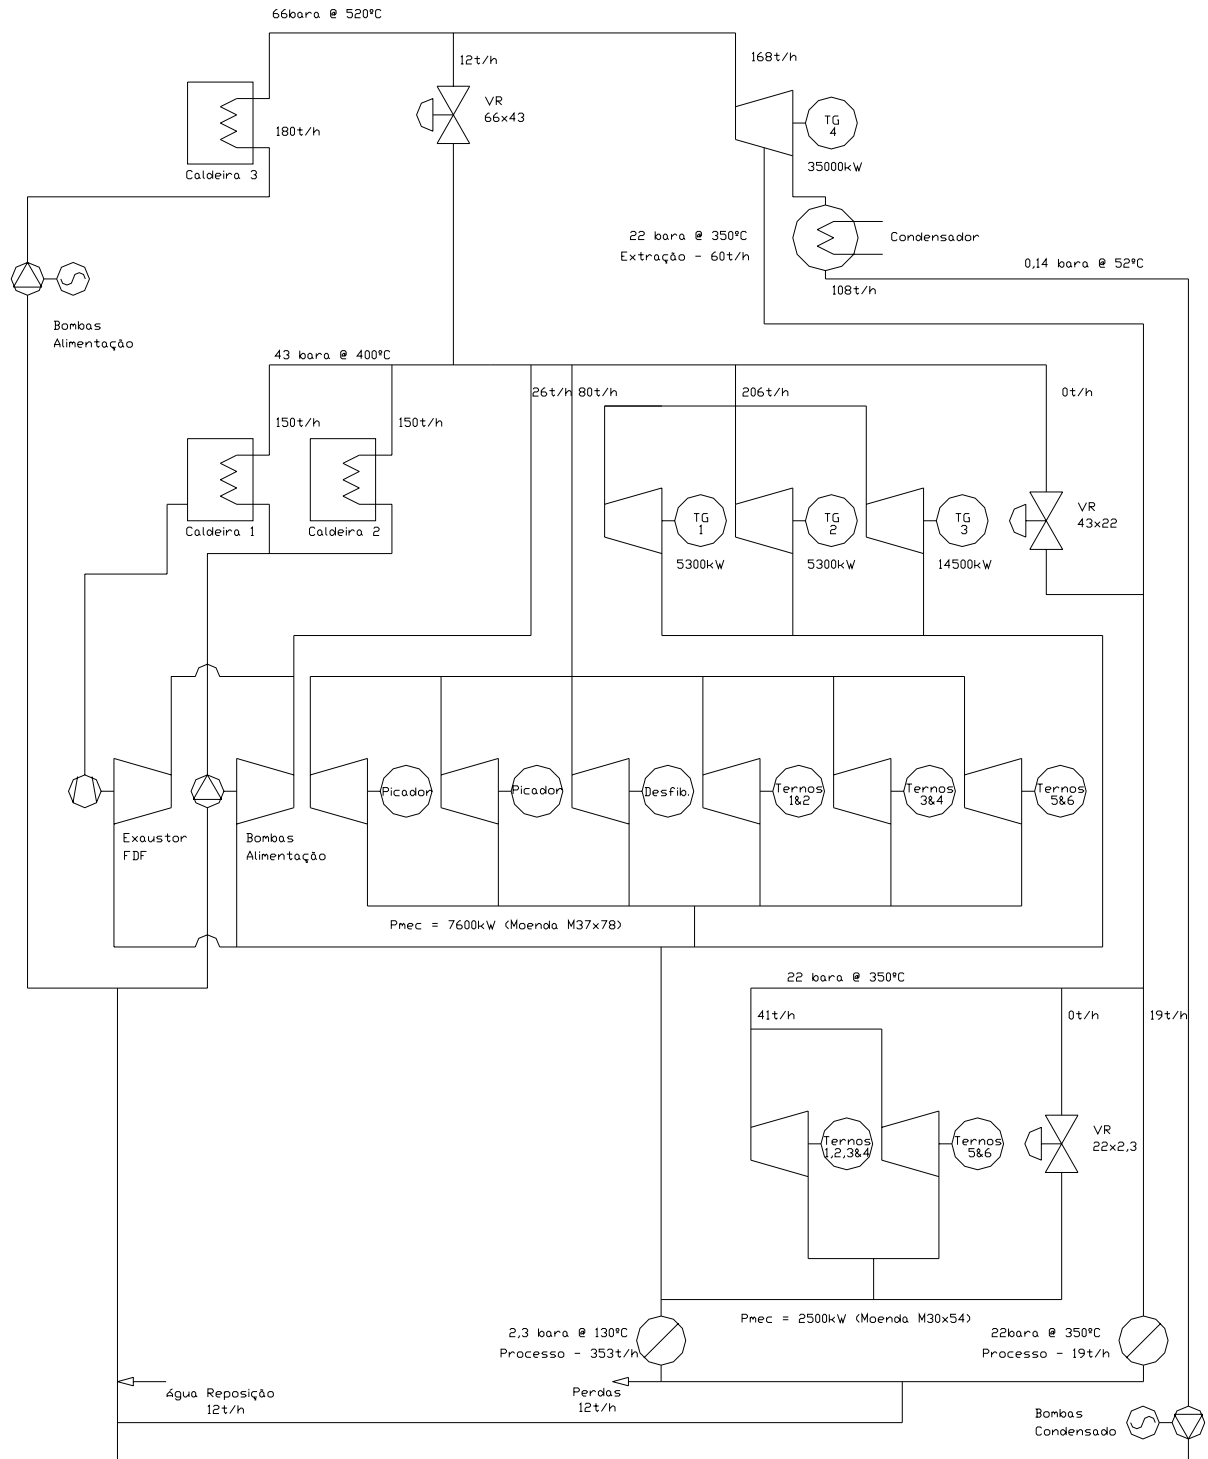 66bara @ 520ºC
12t/h
168t/h
VR
66x43
TG
4
180t/h
35000kW
Caldeira 3
22 bara @ 350ºC
Extração - 60t/h
Condensador
0,14 bara @ 52ºC
108t/h
Bombas
Alimentação
43 bara @ 400ºC
26t/h
80t/h
206t/h
0t/h
150t/h
150t/h
TG
1
TG
2
TG
3
VR
43x22
Caldeira 1
Caldeira 2
5300kW
5300kW
14500kW
Picador
Picador
Desfib.
Ternos
1&2
Ternos
3&4
Ternos
5&6
Exaustor
FDF
Bombas
Alimentação
Pmec = 7600kW (Moenda M37x78)
22 bara @ 350ºC
41t/h
0t/h
19t/h
Ternos
1,2,3&4
Ternos
5&6
VR
22x2,3
Pmec = 2500kW (Moenda M30x54)
2,3 bara @ 130ºC
Processo - 353t/h
22bara @ 350ºC
Processo - 19t/h
Água Reposição
12t/h
Perdas
12t/h
Bombas
Condensado